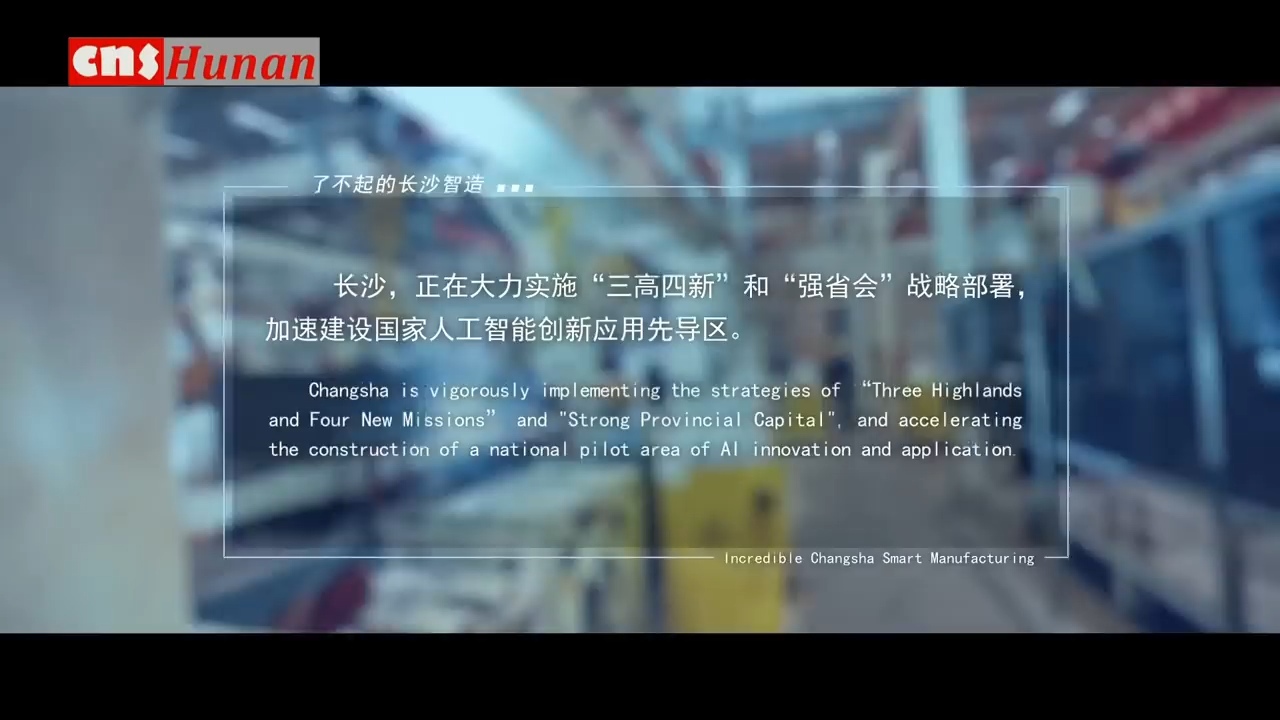 cns Hunan
了不起的长沙智造
长沙，正在大力实施“三高四新”和“强省会”战略部署，
加速建设国家人工智能创新应用先导区。
Changsha is vigorously implementing the strategies of “Three Highlands
and Four New Missions” and "Strong Provincial Capital", and accelerating
the construction of a national pilot area of AI innovation and application.
Incredible Changsha Smart Manufacturing